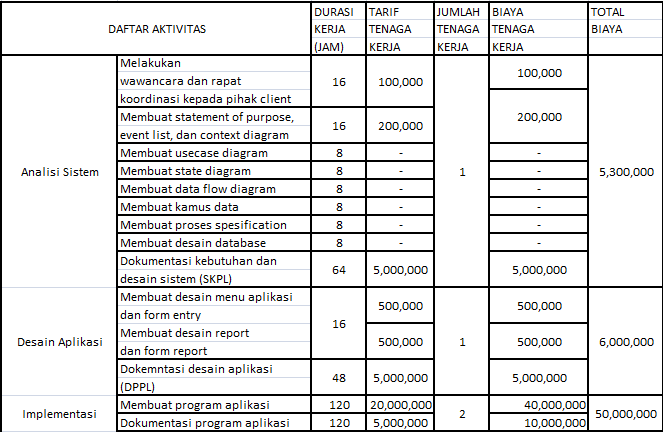 DAFTAR AKTIVITAS
DURASI
KERJA
(JAM)
TARIF
TENAGA
KERJA
JUMLAH
TENAGA
KERJA
BIAYA
TENAGA
KERJA
TOTAL
BIAYA
Analisi Sistem
Melakukan
wawancara dan rapat
koordinasi kepada pihak client
16
100,000
1
100,000
5,300,000
Membuat statement of purpose,
event list, dan context diagram
16
200,000
200,000
Membuat usecase diagram
8
-
-
Membuat state diagram
8
-
-
Membuat data flow diagram
8
-
-
Membuat kamus data
8
-
-
Membuat proses spesification
8
-
-
Membuat desain database
8
-
-
Dokumentasi kebutuhan dan
desain sistem (SKPL)
64
5,000,000
5,000,000
Desain Aplikasi
Membuat desain menu aplikasi
dan form entry
16
500,000
1
500,000
6,000,000
Membuat desain report
dan form report
500,000
500,000
Dokemntasi desain aplikasi
(DPPL)
48
5,000,000
5,000,000
Implementasi
Membuat program aplikasi
120
20,000,000
2
40,000,000
50,000,000
Dokumentasi program aplikasi
120
5,000,000
10,000,000